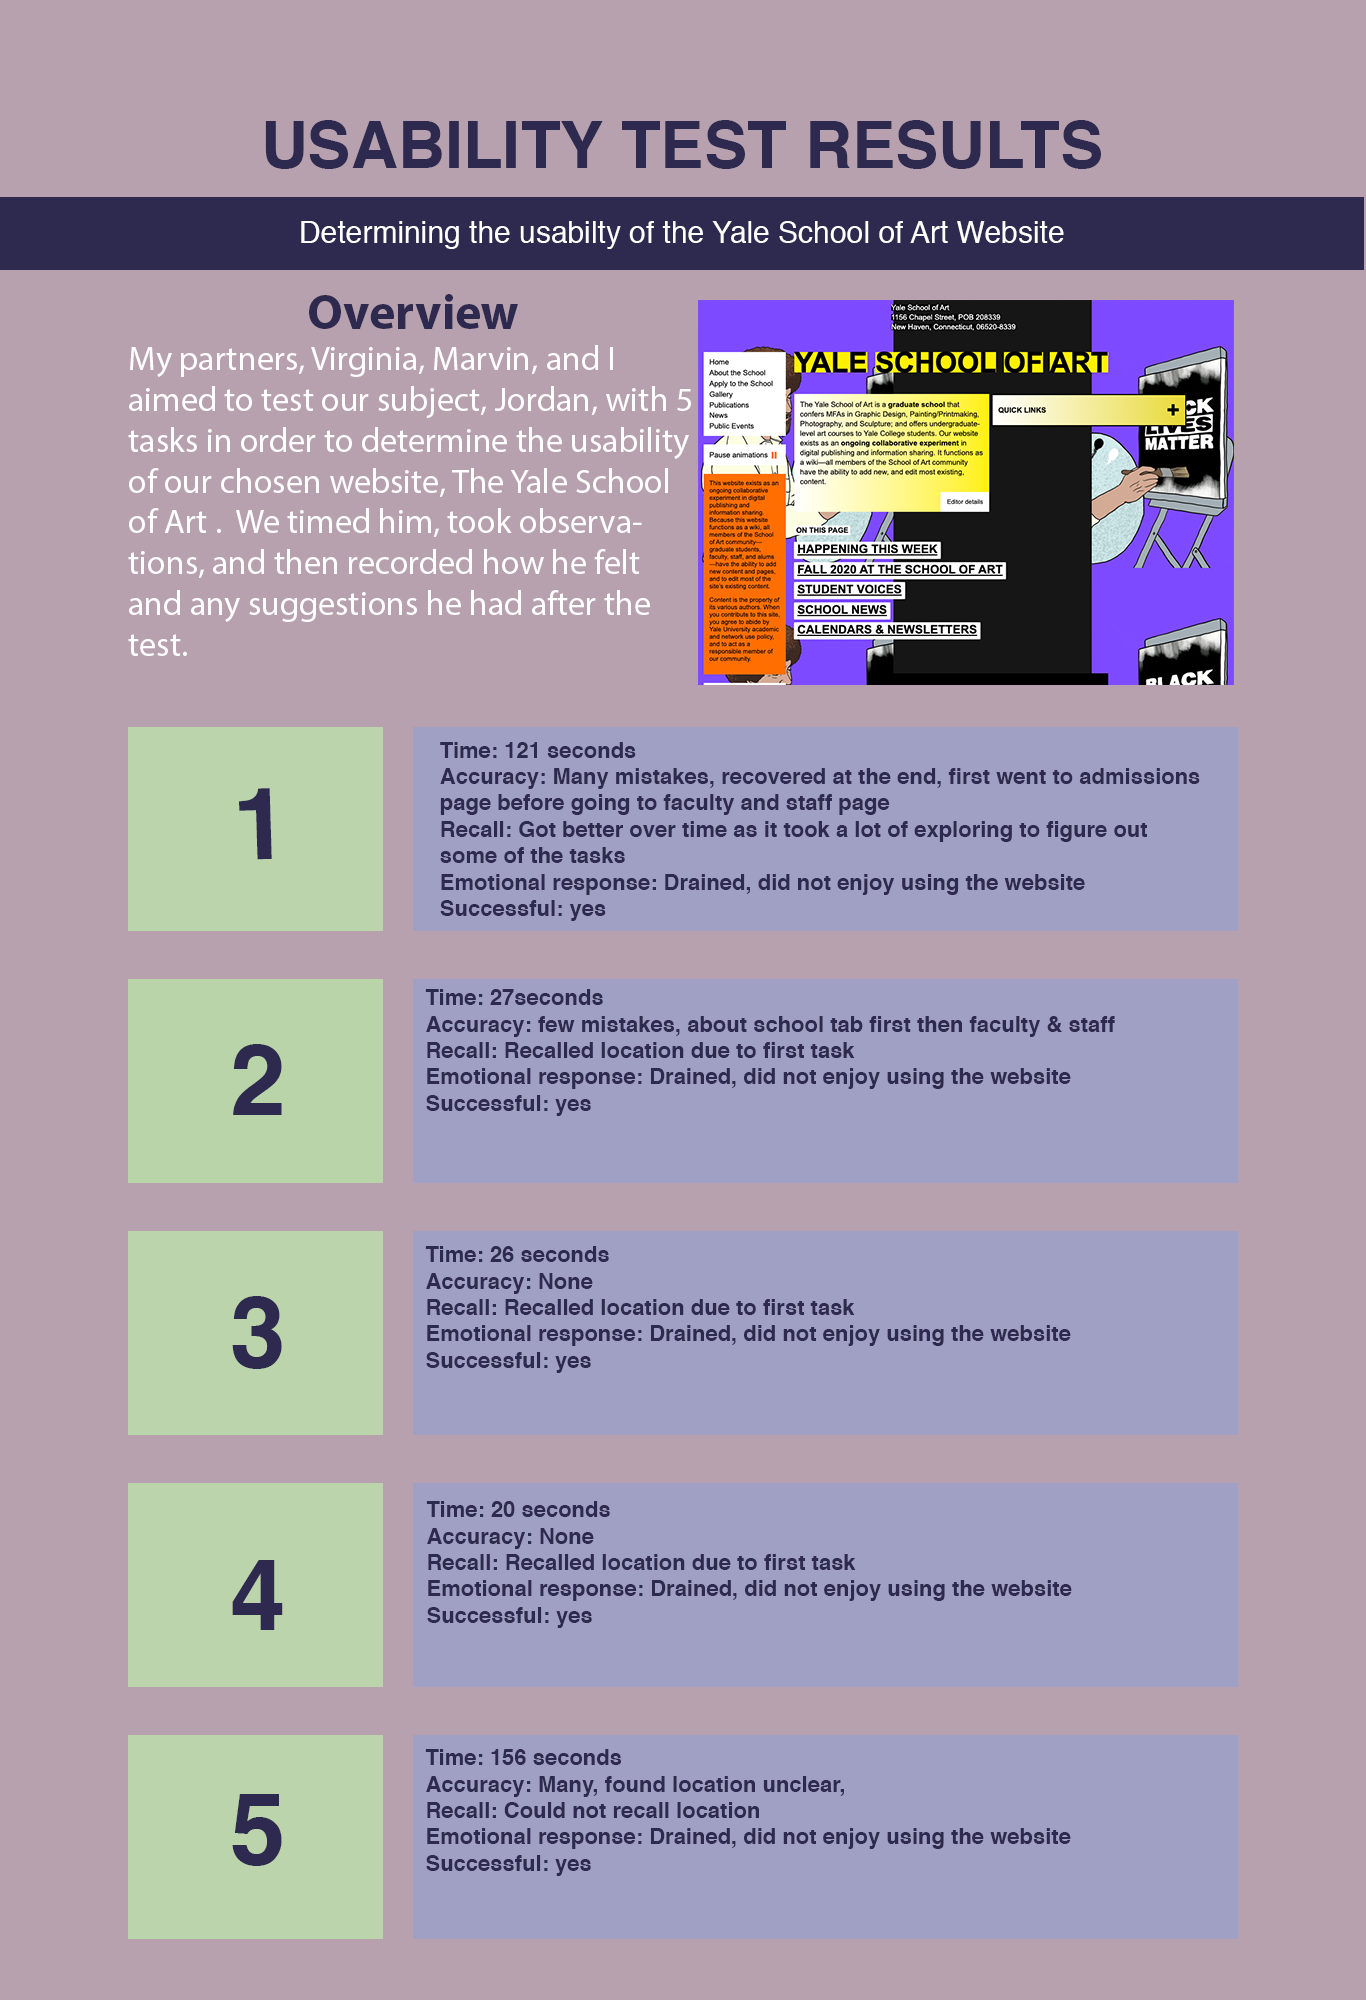 USABILITY TEST RESULTS
Determining the usabilty of the Yale School of Art Website
Overview
My partners, Virginia, Marvin, and I
aimed to test our subject, Jordan, with 5
tasks in order to determine the usability
of our chosen website, The Yale School
of Art .  We timed him, took observa-
tions, and then recorded how he felt
and any suggestions he had after the
test.
Yale School of Art
1156 Chapel Street, POB 208339
New Haven, Connecticut, 06520-8339
Home
About the School
Apply to the School
Gallery
Publications
News
Public Events
Pause animations
This website exists as an
ongoing collaborative
experiment in digital
publishing and
information sharing.
Because this website
functions as a wiki, all
members of the School
of Art community—
graduate students,
faculty, staff, and alums
—have the ability to add
new content and pages,
and to edit most of the
site's existing content.
Content is the property of
its various authors. When
you contribute to this site,
you agree to abide by
Yale University academic
and network use policy,
and to act as a
responsible member of
our community.
YALE SCHOOL OF ART
The Yale School of Art is a graduate school that
confers MFAs in Graphic Design, Painting/Printmaking,
Photography, and Sculpture; and offers undergraduate-
level art courses to Yale College students. Our website
exists as an ongoing collaborative experiment in
digital publishing and information sharing. It functions as
a wiki—all members of the School of Art community
have the ability to add new, and edit most existing,
content.
Editor details
QUICK LINKS +
ON THIS PAGE
HAPPENING THIS WEEK
FALL 2020 AT THE SCHOOL OF ART
STUDENT VOICES
SCHOOL NEWS
CALENDARS & NEWSLETTERS
CK
LIVES
MATTER
BLACK
1
Time: 121 seconds
Accuracy: Many mistakes, recovered at the end, first went to admissions
page before going to faculty and staff page
Recall: Got better over time as it took a lot of exploring to figure out
some of the tasks
Emotional response: Drained, did not enjoy using the website
Successful: yes
2
Time: 27seconds
Accuracy: few mistakes, about school tab first then faculty & staff
Recall: Recalled location due to first task
Emotional response: Drained, did not enjoy using the website
Successful: yes
3
Time: 26 seconds
Accuracy: None
Recall: Recalled location due to first task
Emotional response: Drained, did not enjoy using the website
Successful: yes
4
Time: 20 seconds
Accuracy: None
Recall: Recalled location due to first task
Emotional response: Drained, did not enjoy using the website
Successful: yes
5
Time: 156 seconds
Accuracy: Many, found location unclear,
Recall: Could not recall location
Emotional response: Drained, did not enjoy using the website
Successful: yes